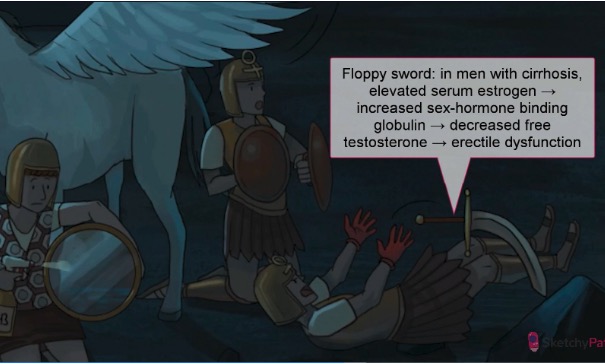 Floppy sword: in men with cirrhosis,
elevated serum estrogen →
increased sex-hormone binding
globulin → decreased free
testosterone → erectile dysfunction
B
SketchyPat